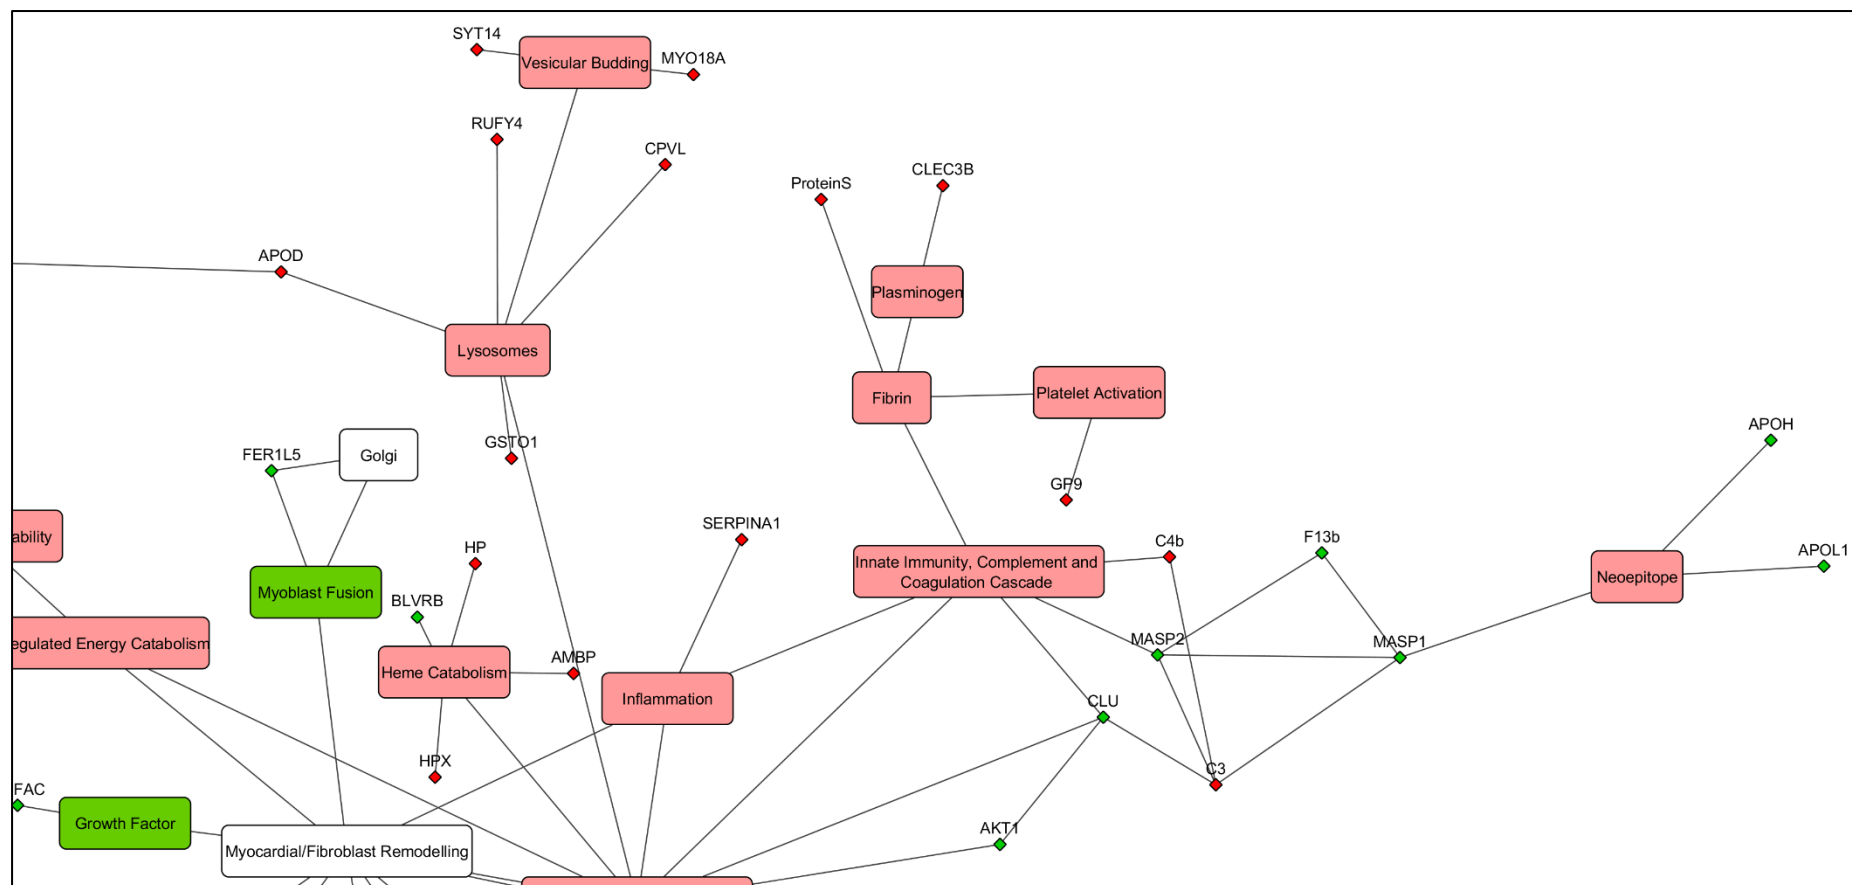 SYT14
Vesicular Budding
MYO18A
RUFY4
CPVL
CLEC3B
ProteinS
APOD
Plasminogen
Lysosomes
Platelet Activation
Fibrin
APOH
GSTO1
FER1L5
Golgi
GP9
SERPINA1
ability
HP
C4b
F13b
APOL1
Innate Immunity, Complement and
Coagulation Cascade
Neoepitope
Myoblast Fusion
BLVRB
egulated Energy Catabolism
MASP2
MASP1
AMBP
Heme Catabolism
Inflammation
CLU
HPX
C3
FAC
Growth Factor
AKT1
Myocardial/Fibroblast Remodelling